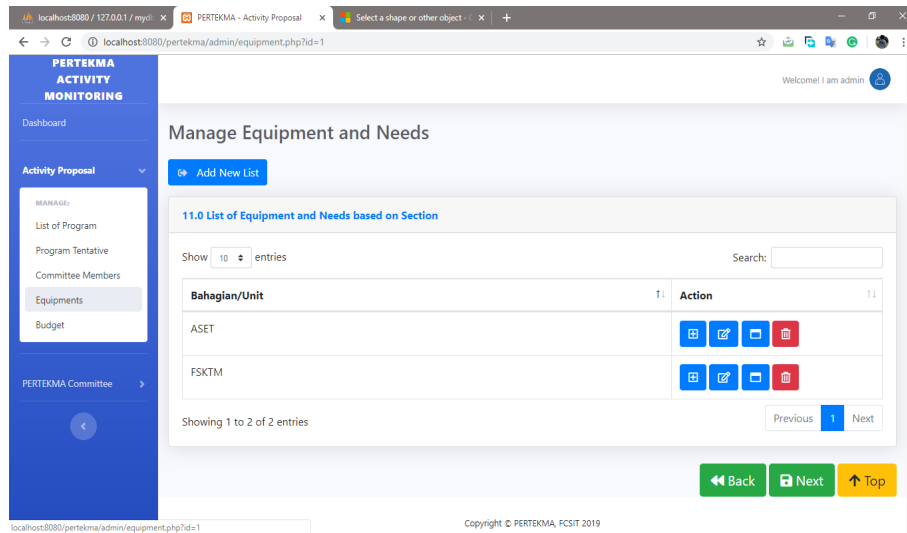 localhost:8080 / 127.0.0.1 / mydb
PERTEKMA - Activity Proposal
Select a shape or other object -
localhost:8080/pertekma/admin/equipment.php?id=1
PERTEKMA
ACTIVITY
MONITORING
Welcome! I am admin
Dashboard
Activity Proposal
MANAGE:
List of Program
Program Tentative
Committee Members
Equipments
Budget
PERTEKMA Committee
Manage Equipment and Needs
Add New List
11.0 List of Equipment and Needs based on Section
Show 10 entries
Search:
Bahagian/Unit Action
ASET
FSKTM
Showing 1 to 2 of 2 entries
Previous 1 Next
Back Next Top
Copyright © PERTEKMA, FCSIT 2019
localhost:8080/pertekma/admin/equipment.php?id=1